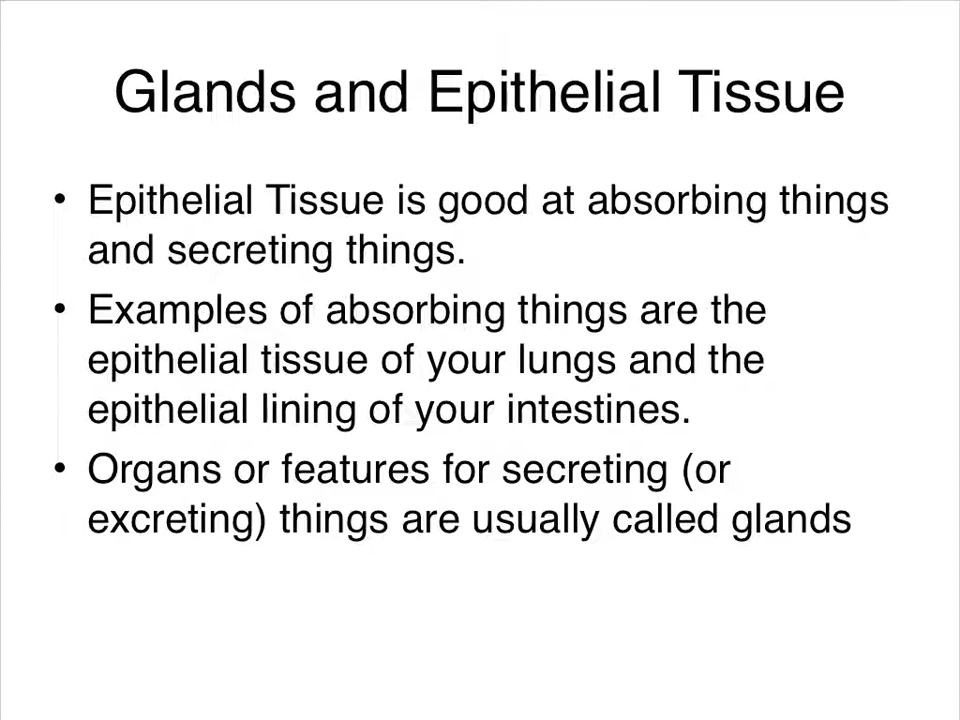 Glands and Epithelial Tissue
• Epithelial Tissue is good at absorbing things
and secreting things.
• Examples of absorbing things are the
epithelial tissue of your lungs and the
epithelial lining of your intestines.
• Organs or features for secreting (or
excreting) things are usually called glands